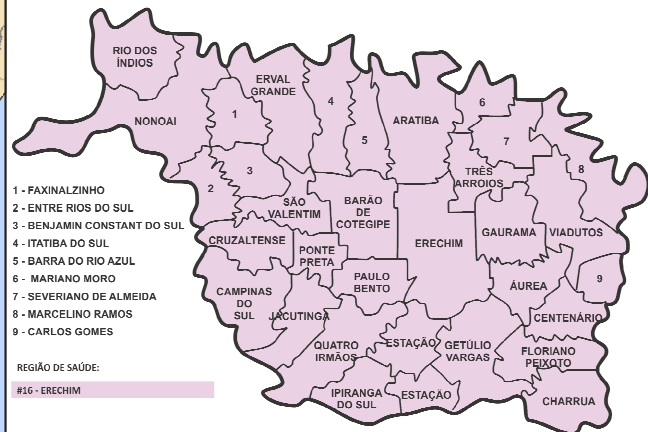 RIO DOS
ÍNDIOS
NONOAI
ERVAL
GRANDE
1
2
3
4
5
ARATIBA
6
7
8
TRÊS
ARROIOS
SÃO
VALENTIM
BARÃO
DE
COTEGIPE
CRUZALTENSE
PONTE
PRETA
ERECHIM
GAURAMA
VIADUTOS
9
CAMPINAS
DO
SUL
JACUTINGA
PAULO
BENTO
ÁUREA
CENTENÁRIO
QUATRO
IRMÃOS
ESTAÇÃO
GETÚLIO
VARGAS
FLORIANO
PEIXOTO
IPIRANGA
DO SUL
ESTAÇÃO
CHARRUA
1 - FAXINALZINHO
2 - ENTRE RIOS DO SUL
3 - BENJAMIN CONSTANT DO SUL
4 - ITATIBA DO SUL
5 - BARRA DO RIO AZUL
6 - MARIANO MORO
7 - SEVERIANO DE ALMEIDA
8 - MARCELINO RAMOS
9 - CARLOS GOMES
REGIÃO DE SAÚDE:
#16 - ERECHIM